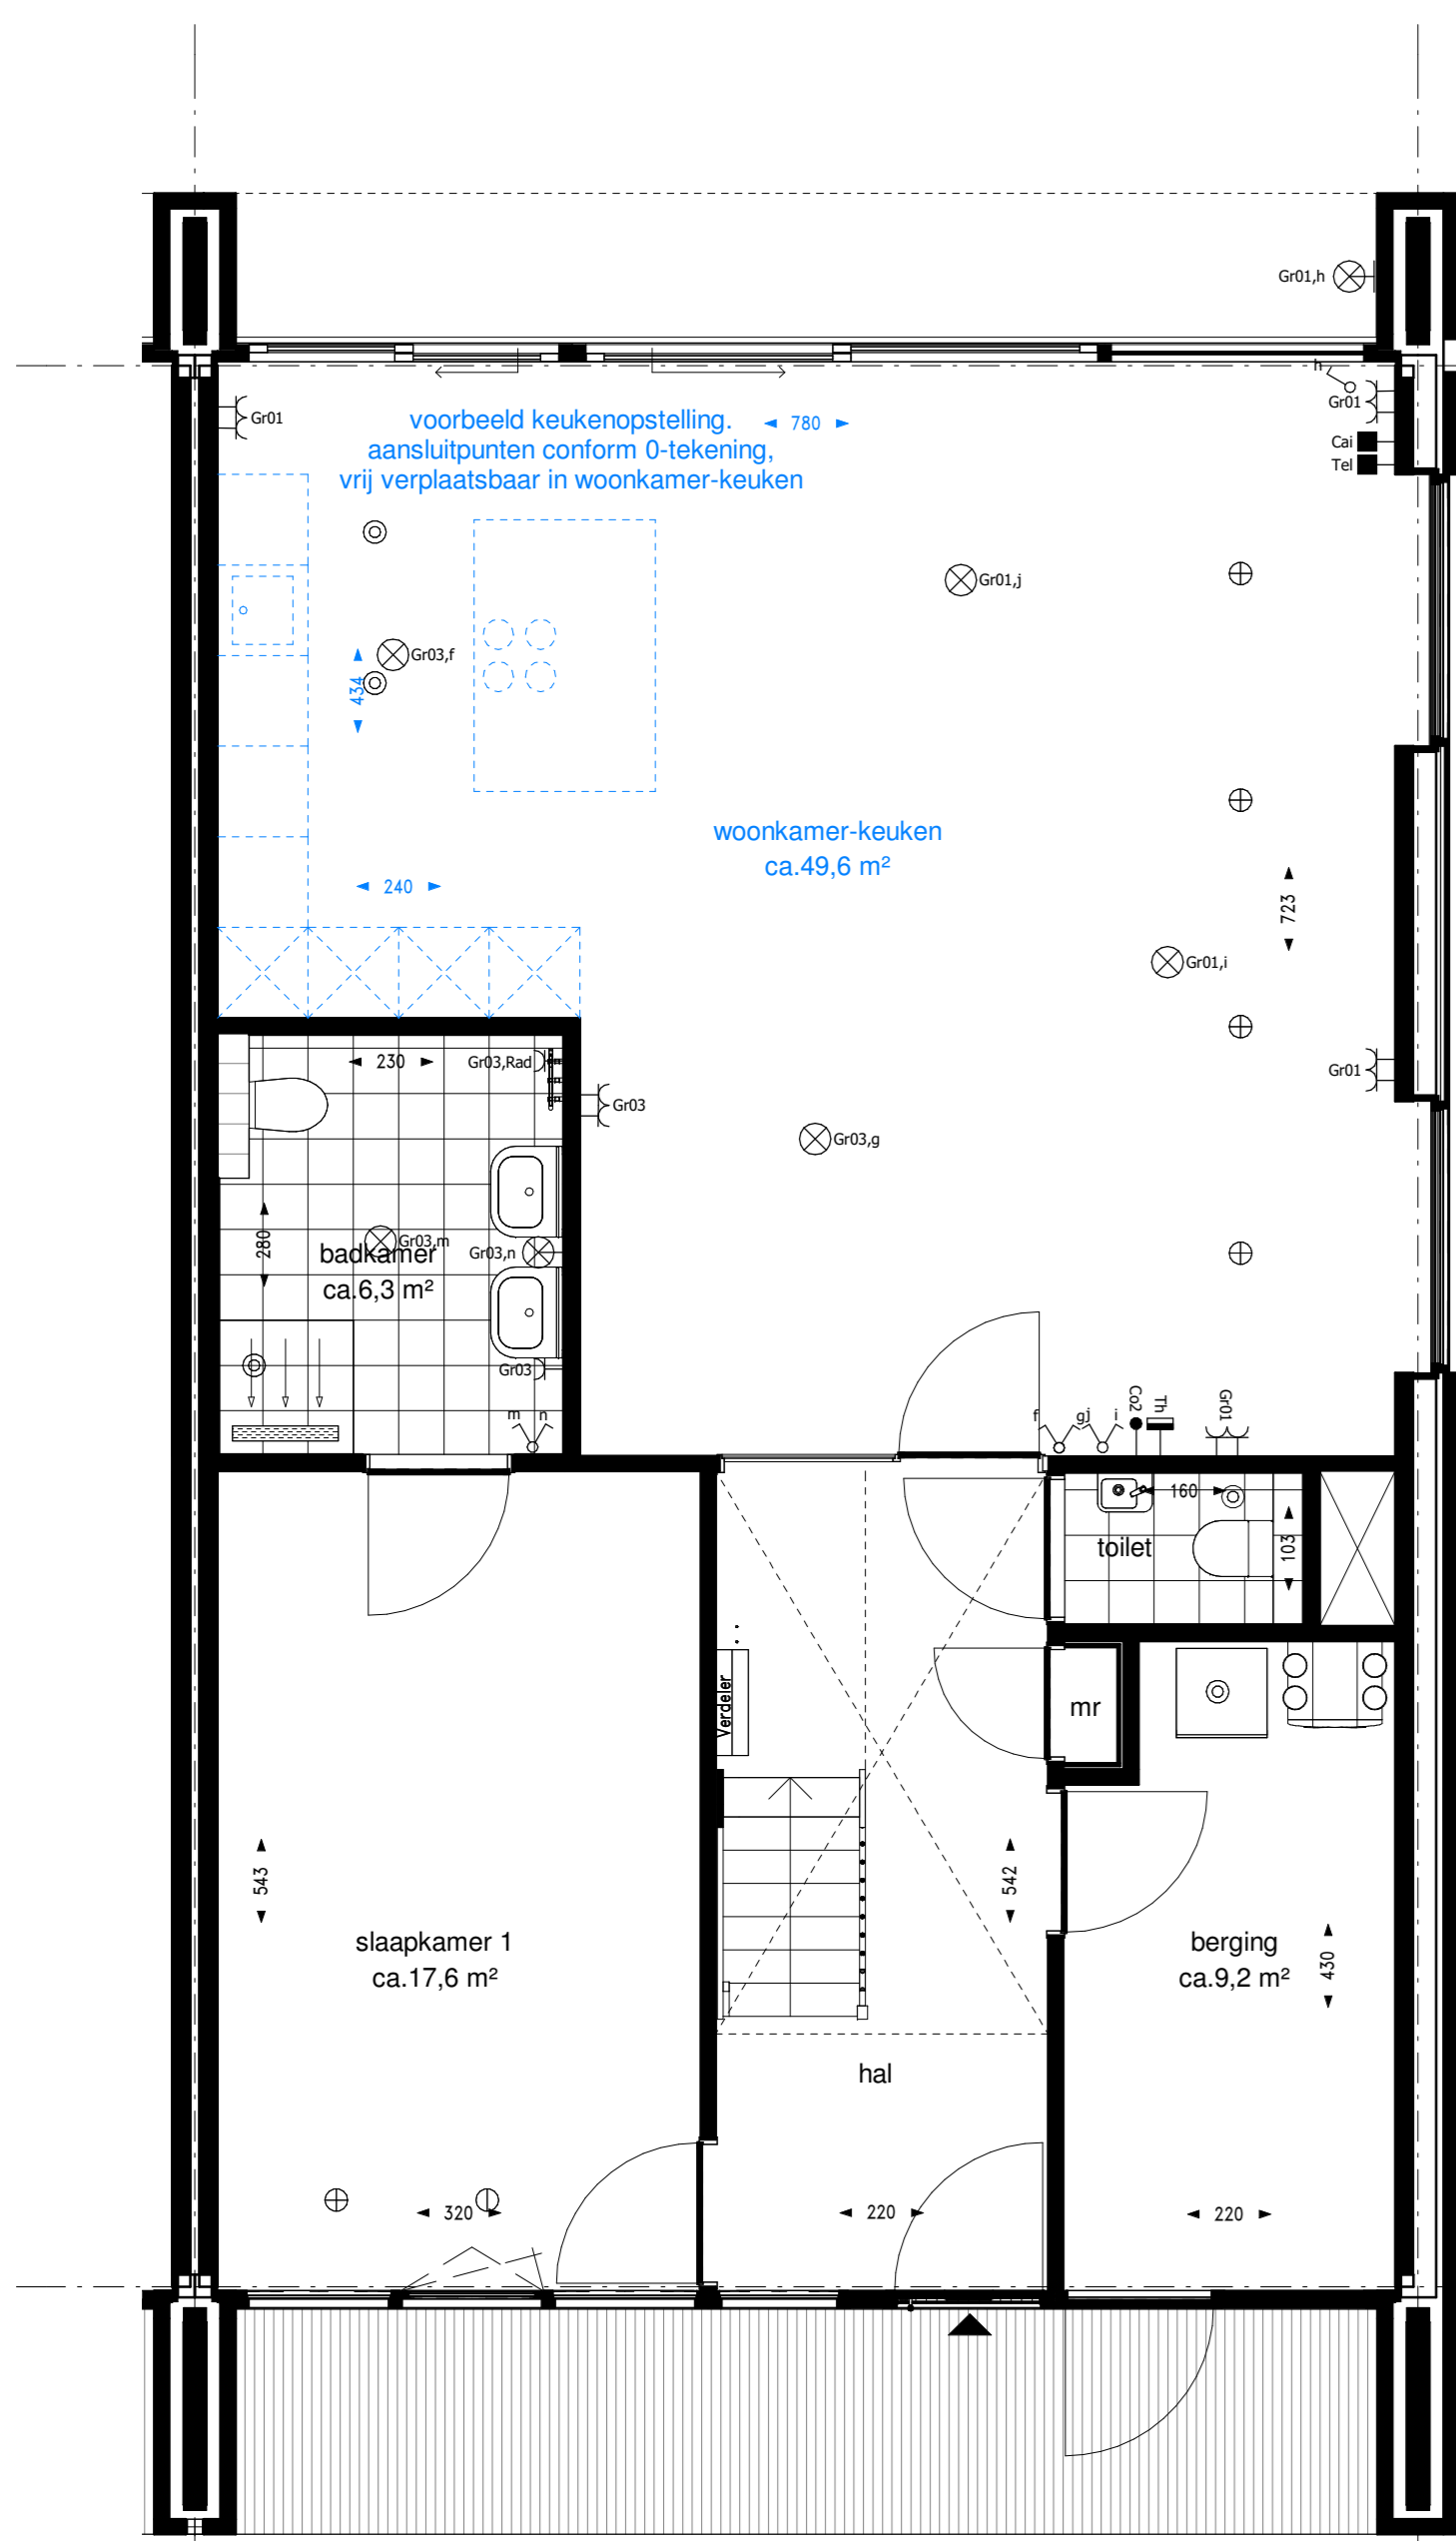 Gr01,h
h
Gr01
Gr01
voorbeeld keukenopstelling.
780
aansluitpunten conform 0-tekening,
vrij verplaatsbaar in woonkamer-keuken
Cai
Tel
Gr01,j
Gr03,f
434
woonkamer-keuken
ca.49,6 m²
240
723
Gr01,i
230
Gr03,Rad
Gr01
Gr03
Gr03,g
280
badkamer
Gr03,m
Gr03,n
ca.6,3 m²
Gr03
m
n
f
gj
i
Co2
Th
Gr01
160
toilet
103
Verdeler
mr
543
542
slaapkamer 1
ca.17,6 m²
berging
ca.9,2 m²
430
hal
320
220
220